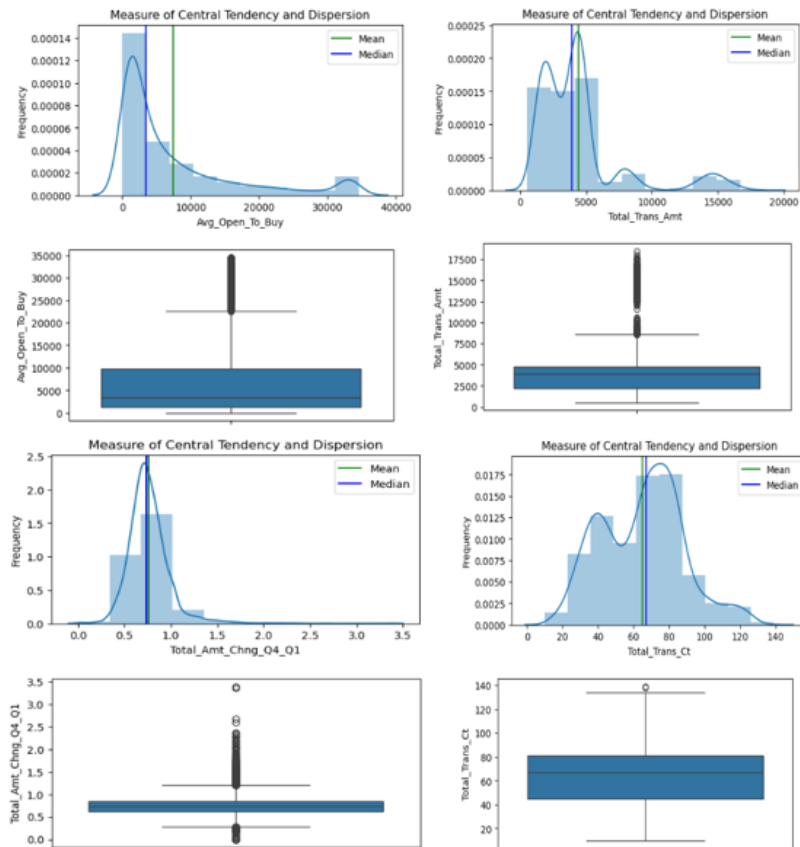 Measure of Central Tendency and Dispersion
Mean
Median
Frequency
0.00014
0.00012
0.00010
0.00008
0.00006
0.00004
0.00002
0.00000
0 10000 20000 30000 40000
Avg_Open_To_Buy
Measure of Central Tendency and Dispersion
Mean
Median
Frequency
0.00025
0.00020
0.00015
0.00010
0.00005
0.00000
0 5000 10000 15000 20000
Total_Trans_Amt
Avg_Open_To_Buy
35000
30000
25000
20000
15000
10000
5000
0
Total_Trans_Amt
17500
15000
12500
10000
7500
5000
2500
0
Measure of Central Tendency and Dispersion
Mean
Median
Frequency
2.5
2.0
1.5
1.0
0.5
0.0
0.0 0.5 1.0 1.5 2.0 2.5 3.0 3.5
Total_Amt_Chng_Q4_Q1
Measure of Central Tendency and Dispersion
Mean
Median
Frequency
0.0175
0.0150
0.0125
0.0100
0.0075
0.0050
0.0025
0.0000
0 20 40 60 80 100 120 140
Total_Trans_Ct
Total_Amt_Chng_Q4_Q1
3.5
3.0
2.5
2.0
1.5
1.0
0.5
0.0
Total_Trans_Ct
140
120
100
80
60
40
20